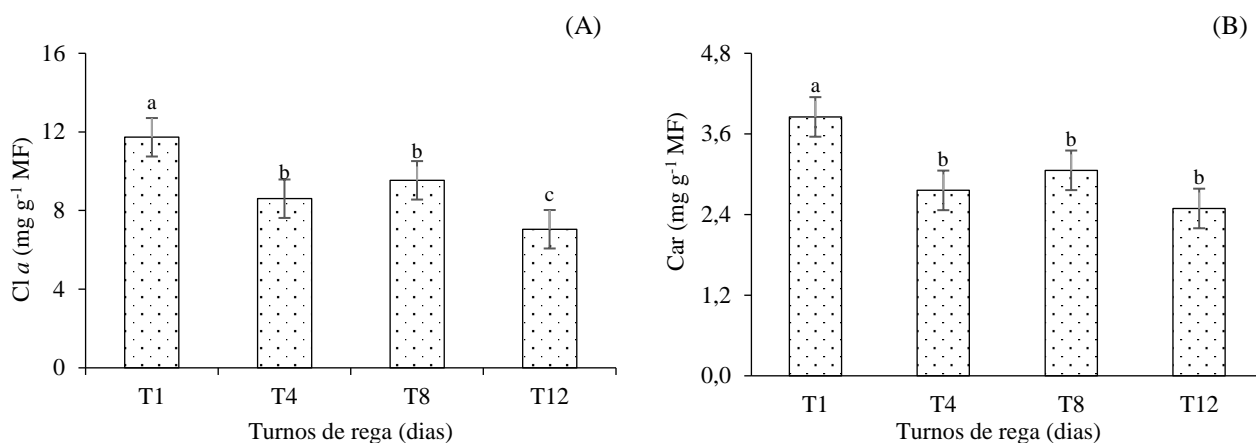 (A)
Cl a (mg g-1 MF)
16
12
8
4
0
a
b
b
c
T1
T4
T8
T12
Turnos de rega (dias)
(B)
Car (mg g-1 MF)
4,8
3,6
2,4
1,2
0,0
a
b
b
b
T1
T4
T8
T12
Turnos de rega (dias)